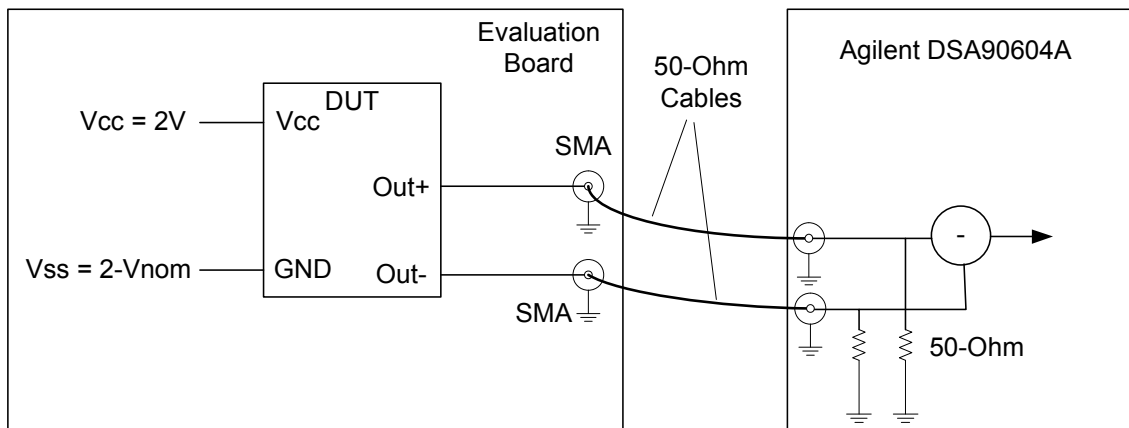 Evaluation
Board
DUT
Vcc = 2V
Vcc
Out+
SMA
Vss = 2-Vnom
GND
Out-
SMA
50-Ohm
Cables
Agilent DSA90604A
-
50-Ohm